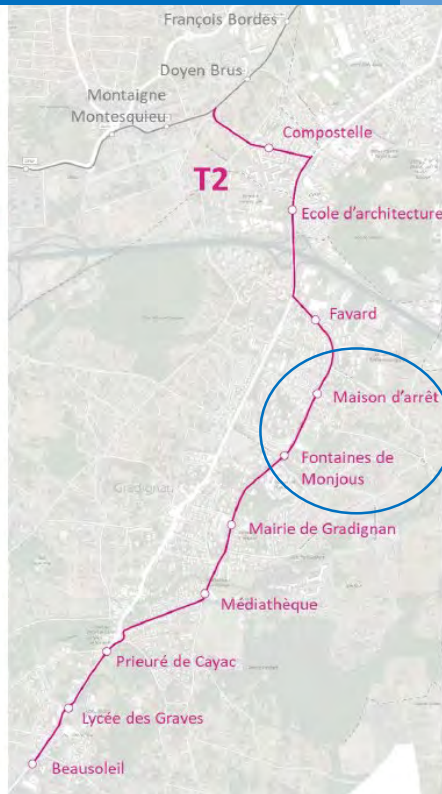 François Bordes
Doyen Brus
Montaigne
Montesquieu
Compostelle
T2
Ecole d'architecture
Favard
Maison d'arrêt
Fontaines de
Monjous
Gradignan
Mairie de Gradignan
Médiathèque
Prieuré de Cayac
Lycée des Graves
Beausoleil